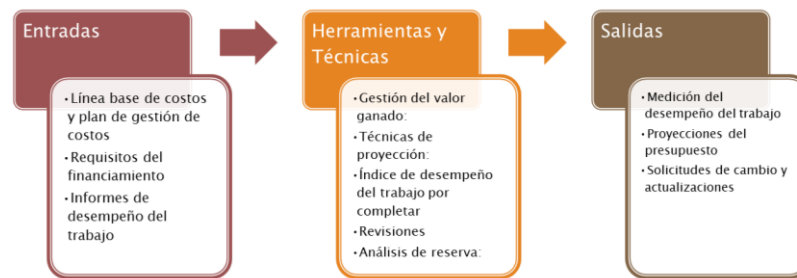 Entradas
•Línea base de costos
y plan de gestión de
costos
•Requisitos del
financiamiento
•Informes de
desempeño del
trabajo
Herramientas y
Técnicas
•Gestión del valor
ganado:
•Técnicas de
proyección:
•Índice de desempeño
del trabajo por
completar
•Revisiones
•Análisis de reserva:
Salidas
•Medición del
desempeño del trabajo
•Proyecciones del
presupuesto
•Solicitudes de cambio y
actualizaciones